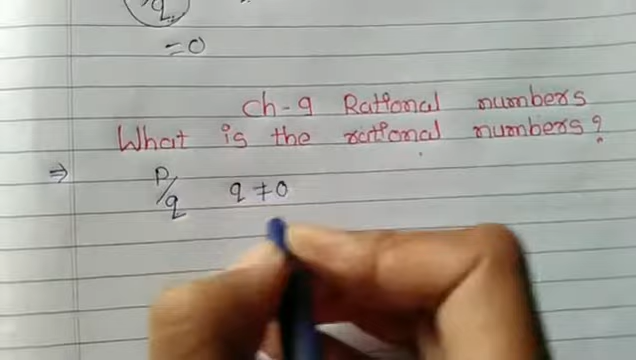 q
=0
Ch-9 Rational numbers
What is the rational numbers?
⇒ p/q q ≠ 0